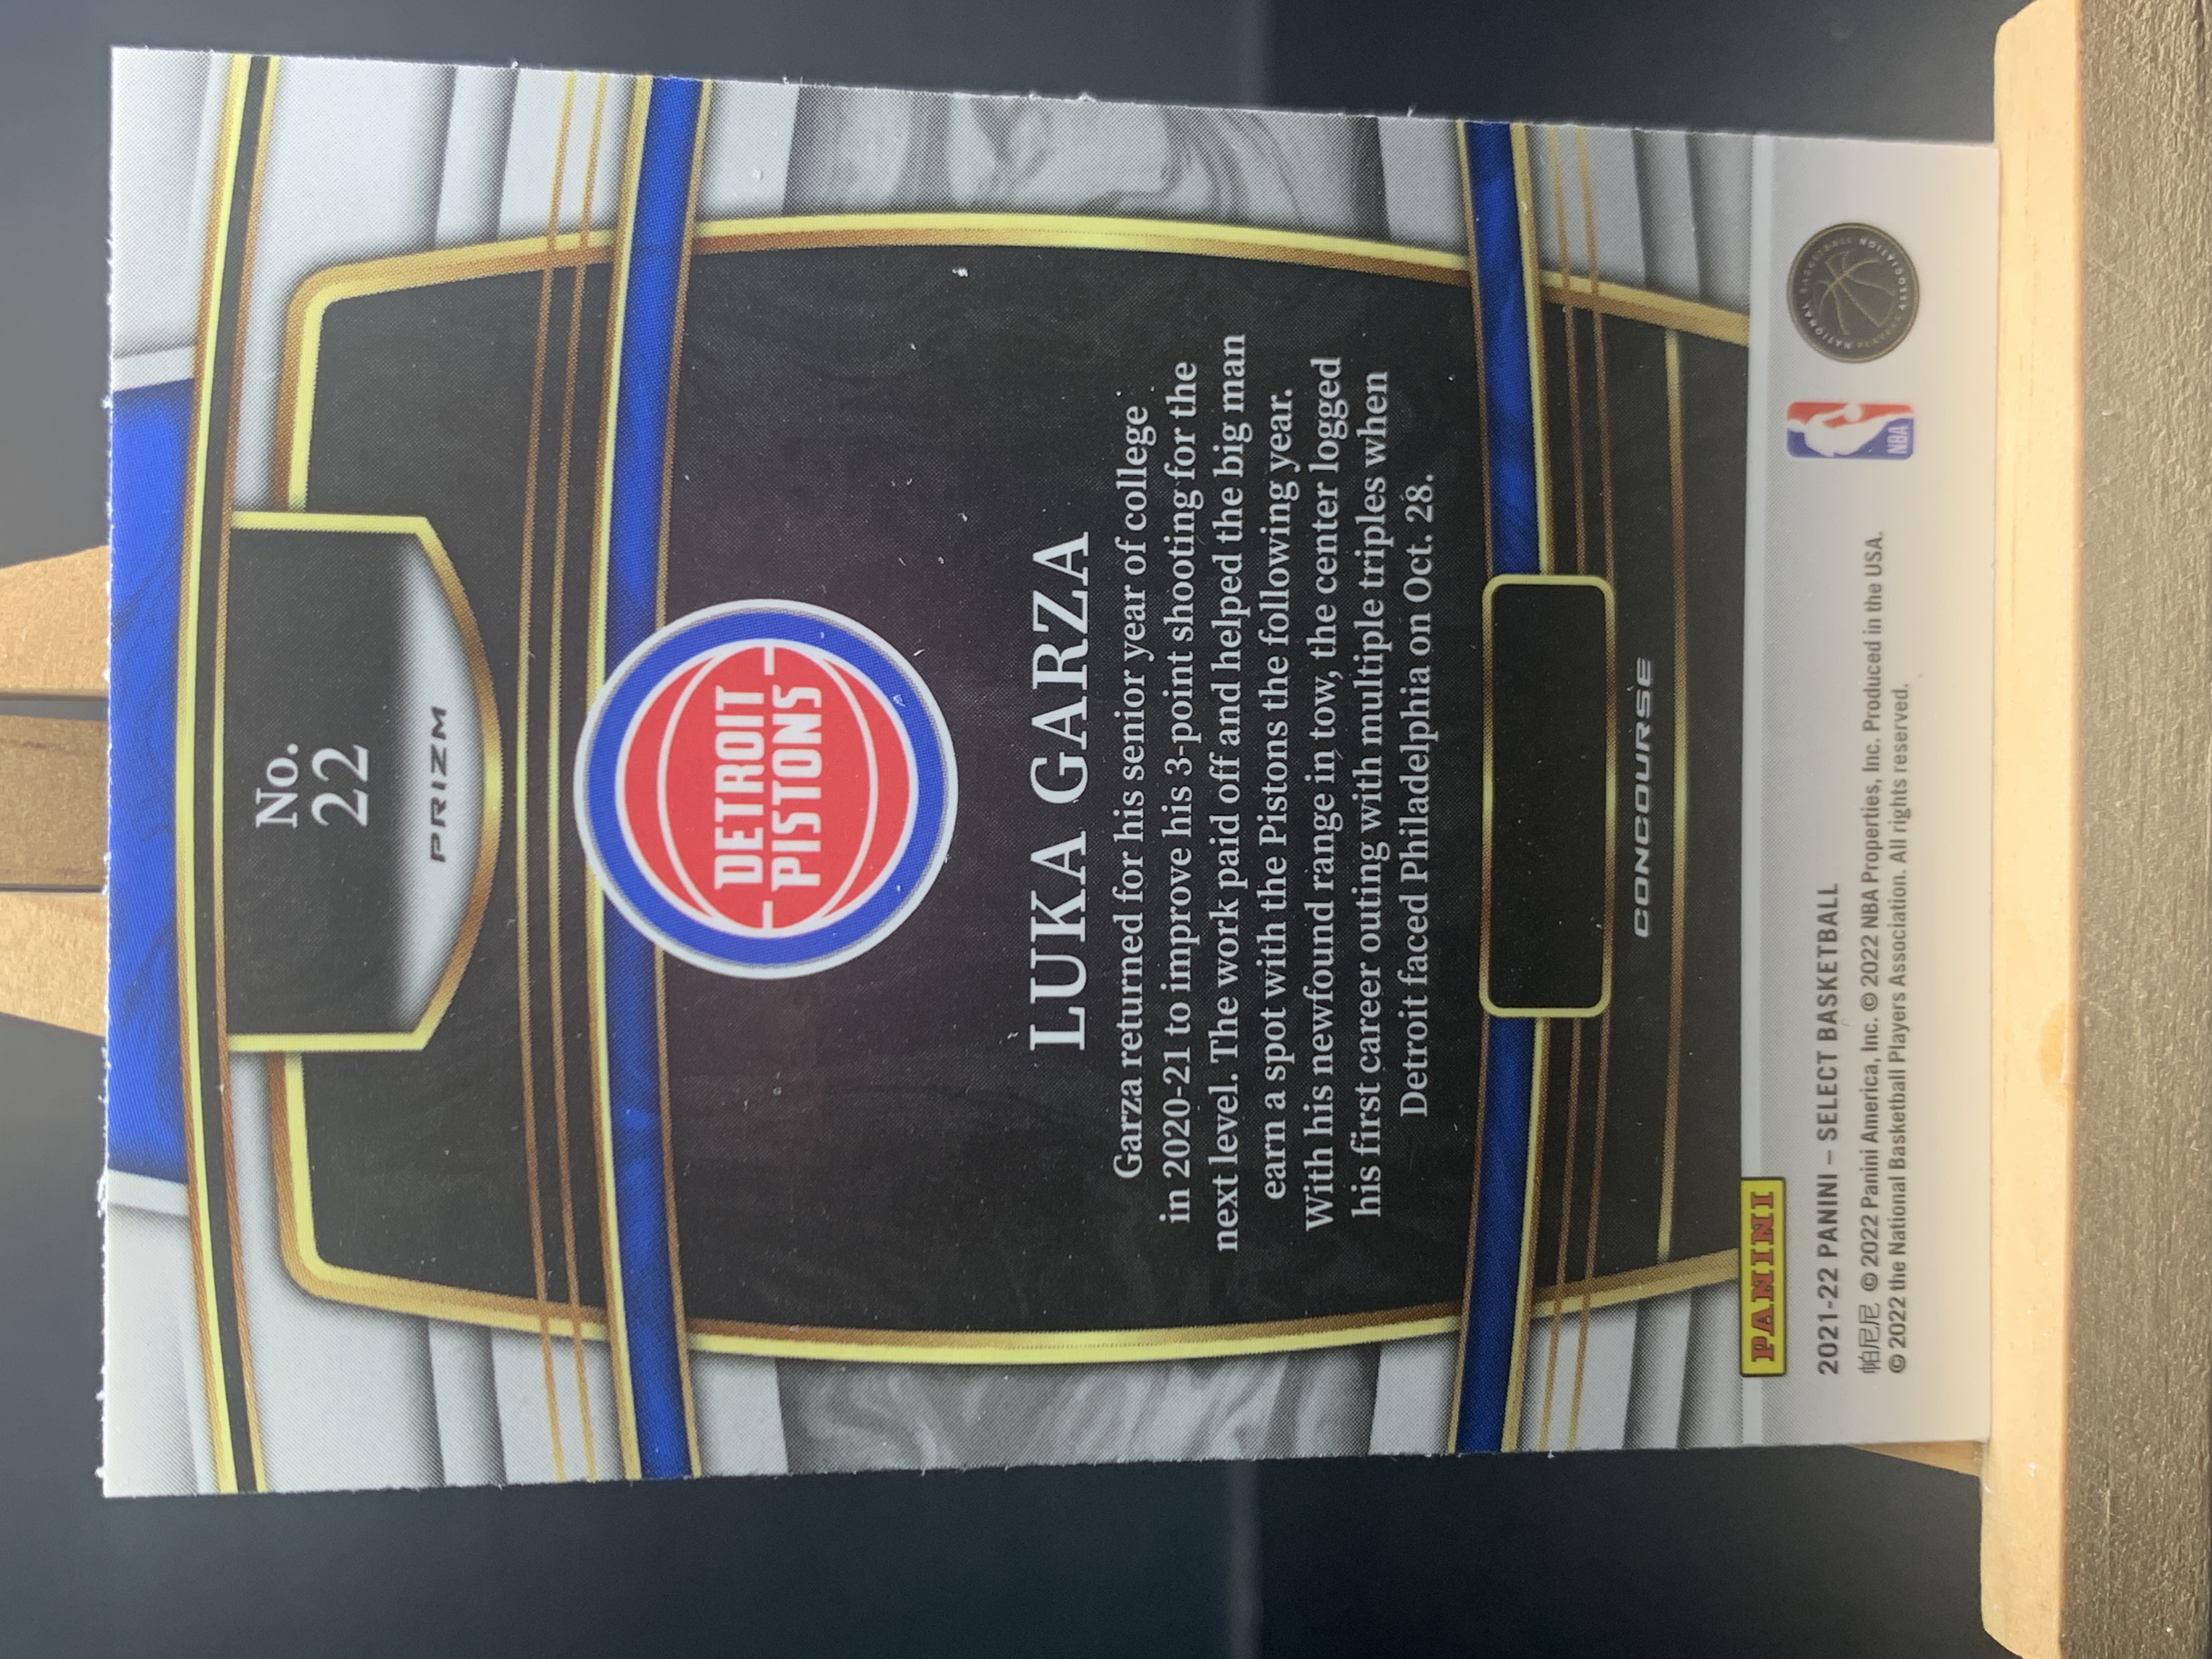 No.
22
PRIZM
DETROIT
PISTONS
LUKA GARZA
Garza returned for his senior year of college
in 2020-21 to improve his 3-point shooting for the
next level. The work paid off and helped the big man
earn a spot with the Pistons the following year.
With his newfound range in tow, the center logged
his first career outing with multiple triples when
Detroit faced Philadelphia on Oct. 28.
CONCOURSE
PANINI
2021-22 PANINI – SELECT BASKETBALL
帕尼尼 © 2022 Panini America, Inc. © 2022 NBA Properties, Inc. Produced in the USA.
© 2022 the National Basketball Players Association. All rights reserved.
NBA
NATIONAL BASKETBALL PLAYERS ASSOCIATION